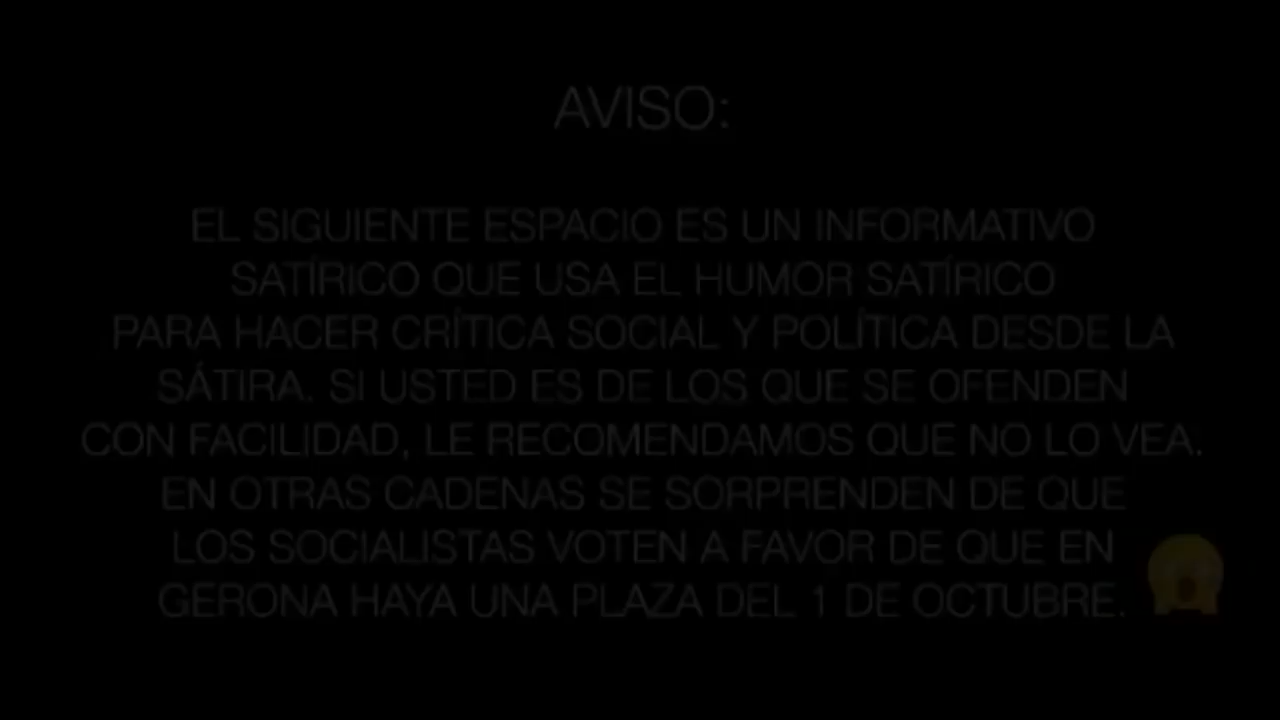 AVISO:
EL SIGUIENTE ESPACIO ES UN INFORMATIVO
SATÍRICO QUE USA EL HUMOR SATÍRICO
PARA HACER CRÍTICA SOCIAL Y POLÍTICA DESDE LA
SÁTIRA. SI USTED ES DE LOS QUE SE OFENDEN
CON FACILIDAD, LE RECOMENDAMOS QUE NO LO VEA.
EN OTRAS CADENAS SE SORPRENDEN DE QUE
LOS SOCIALISTAS VOTEN A FAVOR DE QUE EN
GERONA HAYA UNA PLAZA DEL 1 DE OCTUBRE.